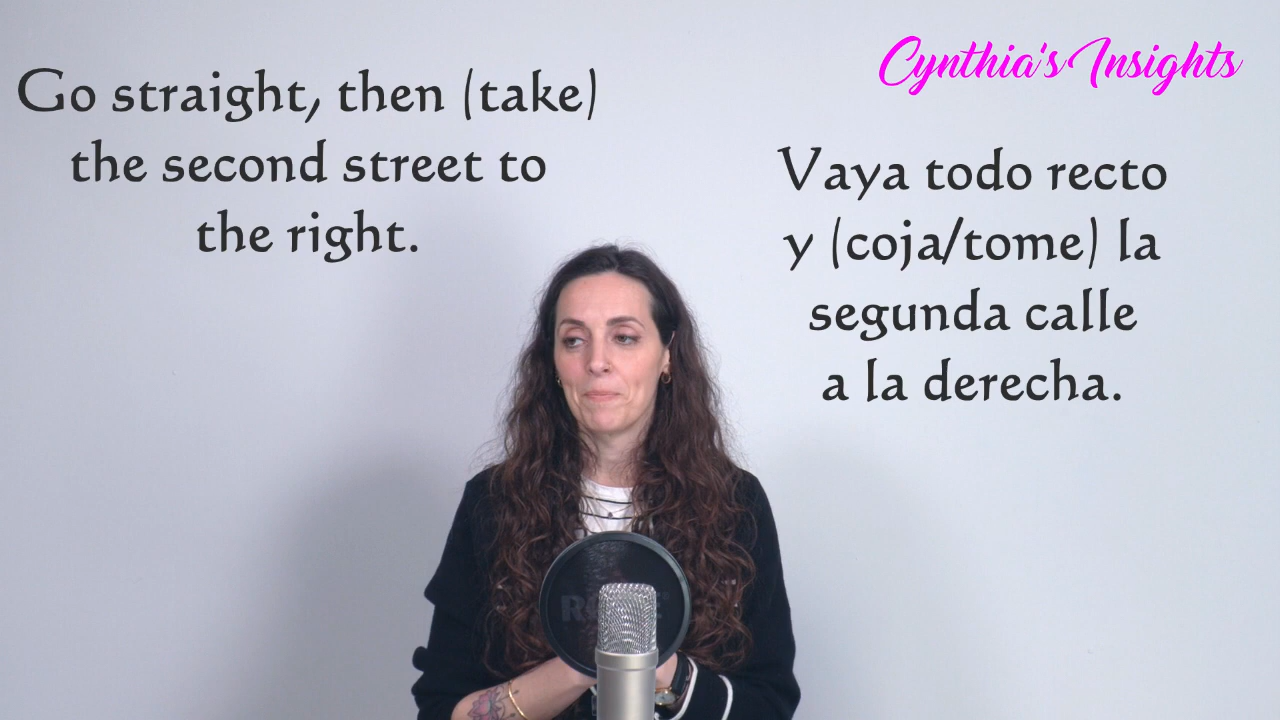 Cynthia's Insights
Go straight, then (take)
the second street to
the right.
Vaya todo recto
y (coja/tome) la
segunda calle
a la derecha.